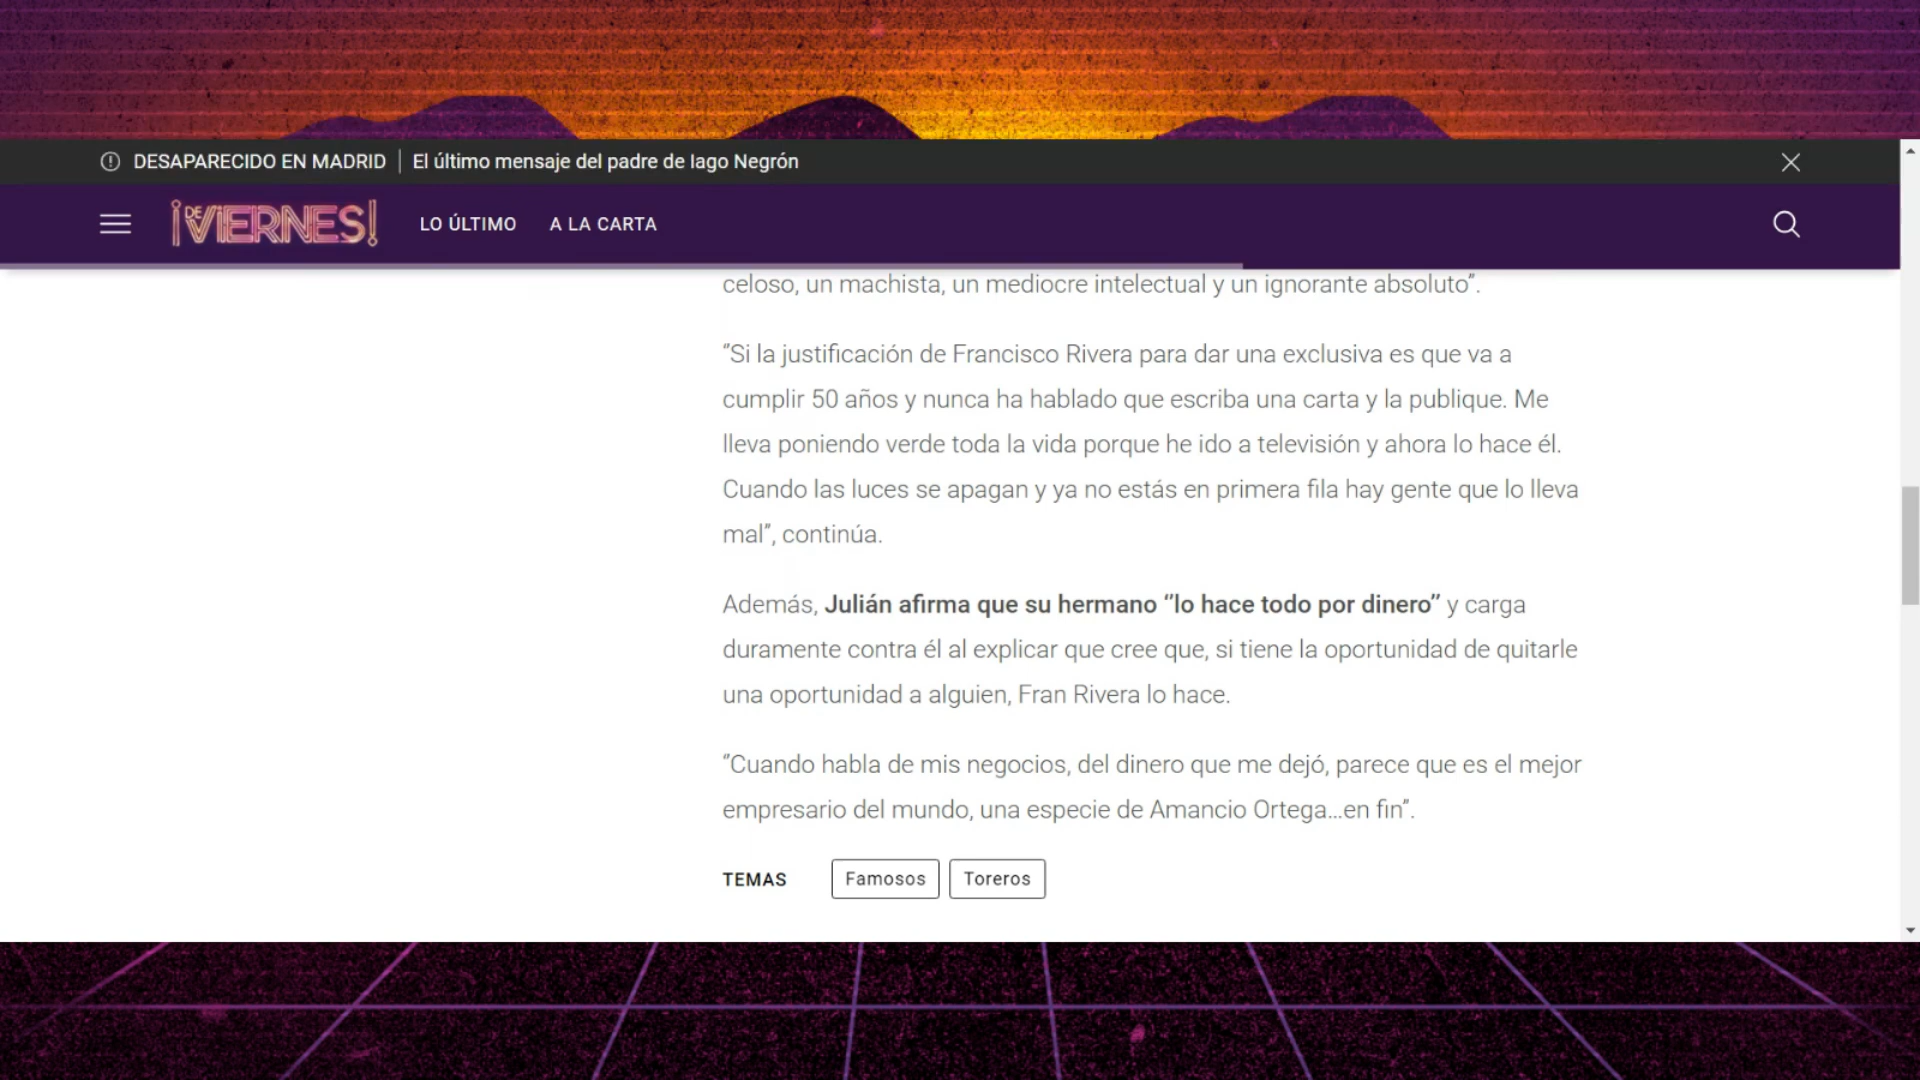 DESAPARECIDO EN MADRID | El último mensaje del padre de Iago Negrón
¡DE VIERNES! LO ÚLTIMO A LA CARTA
celoso, un machista, un mediocre intelectual y un ignorante absoluto”.
“Si la justificación de Francisco Rivera para dar una exclusiva es que va a
cumplir 50 años y nunca ha hablado que escriba una carta y la publique. Me
lleva poniendo verde toda la vida porque he ido a televisión y ahora lo hace él.
Cuando las luces se apagan y ya no estás en primera fila hay gente que lo lleva
mal”, continúa.
Además, Julián afirma que su hermano “lo hace todo por dinero” y carga
duramente contra él al explicar que cree que, si tiene la oportunidad de quitarle
una oportunidad a alguien, Fran Rivera lo hace.
“Cuando habla de mis negocios, del dinero que me dejó, parece que es el mejor
empresario del mundo, una especie de Amancio Ortega...en fin”.
TEMAS Famosos Toreros